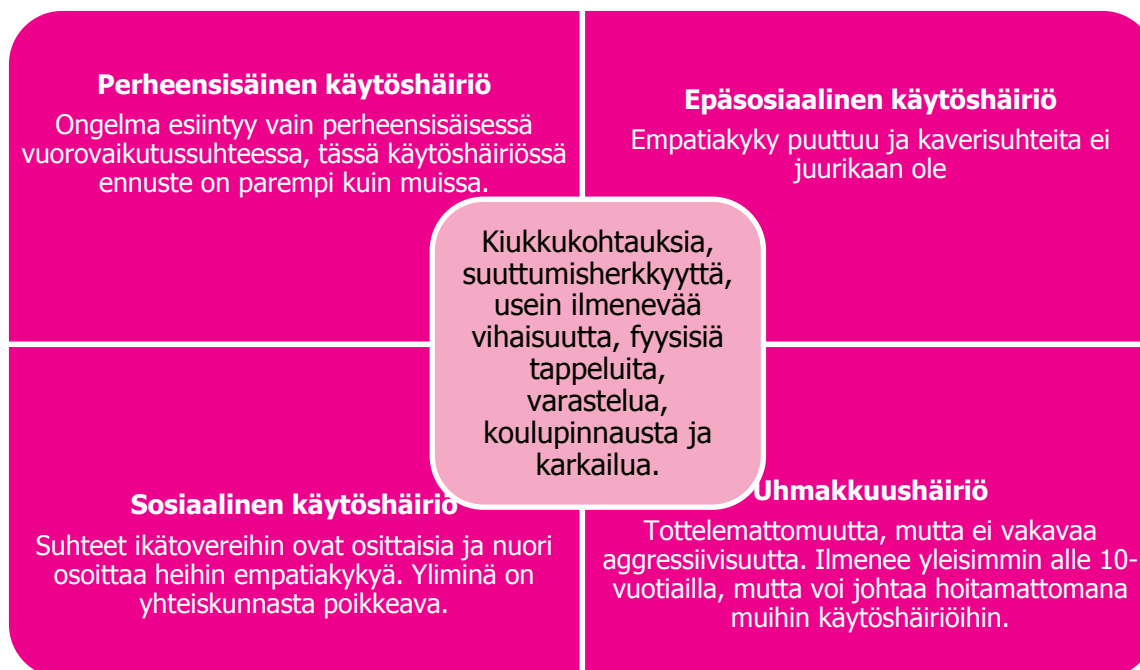 Perheensisäinen käytöshäiriö
Ongelma esiintyy vain perheensisäisessä
vuorovaikutussuhteessa, tässä käytöshäiriössä
ennuste on parempi kuin muissa.
Epäsosiaalinen käytöshäiriö
Empatiakyky puuttuu ja kaverisuhteita ei
juurikaan ole
Kiukkukohtauksia,
suuttumisherkkyyttä,
usein ilmenevää
vihaisuutta, fyysisiä
tappeluita,
varastelua,
koulupinnausta ja
karkailua.
Sosiaalinen käytöshäiriö
Suhteet ikätovereihin ovat osittaisia ja nuori
osoittaa heihin empatiakykyä. Yliminä on
yhteiskunnasta poikkeava.
Uhmakkuushäiriö
Tottelemattomuutta, mutta ei vakavaa
aggressiivisuutta. Ilmenee yleisimmin alle 10-
vuotiailla, mutta voi johtaa hoitamattomana
muihin käytöshäiriöihin.